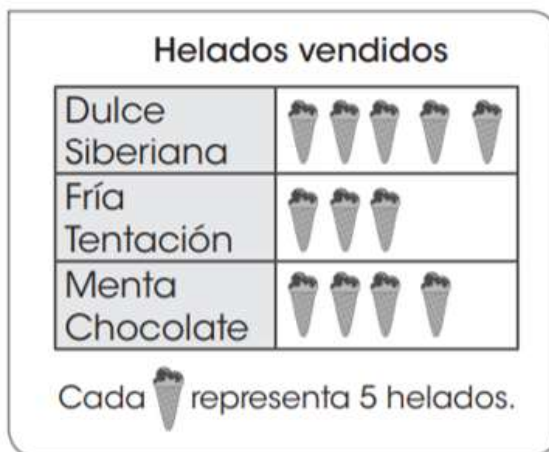 Helados vendidos
Dulce
Siberiana
Fría
Tentación
Menta
Chocolate
Cada representa 5 helados.